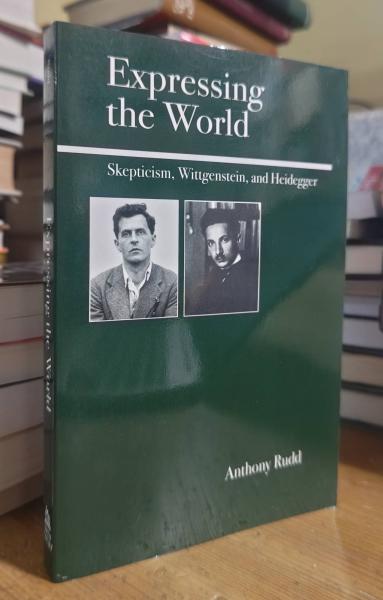 Expressing
the World
Skepticism, Wittgenstein, and Heidegger
Anthony Rudd
Expressing the World